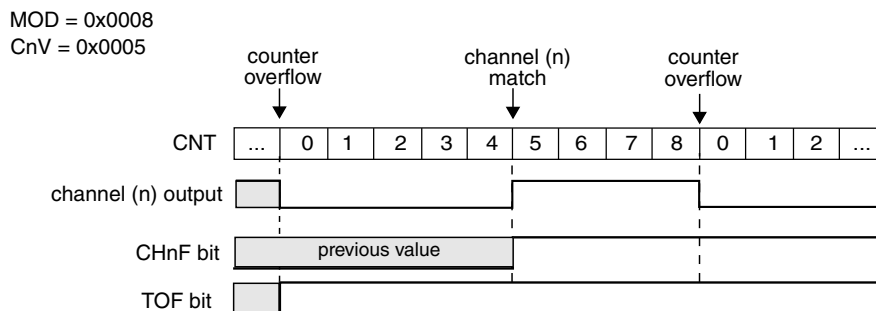 MOD = 0x0008
CnV = 0x0005
counter overflow
channel (n) match
counter overflow
CNT ... 0 1 2 3 4 5 6 7 8 0 1 2 ...
channel (n) output
CHnF bit previous value
TOF bit